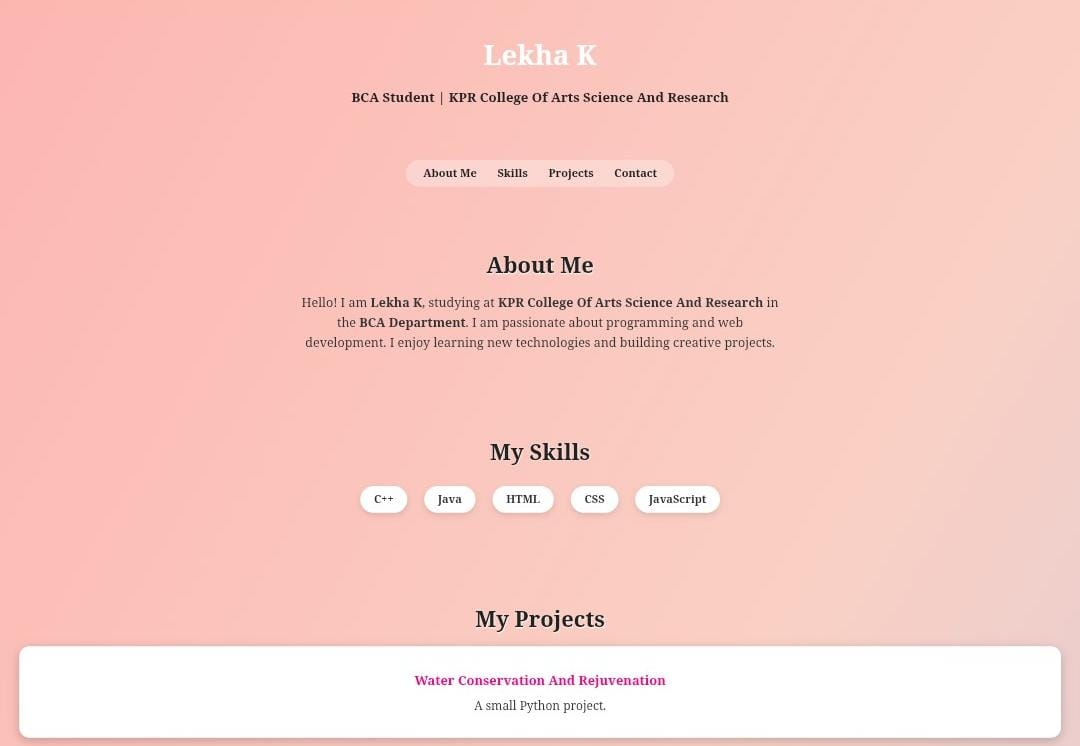 Lekha K
BCA Student | KPR College Of Arts Science And Research
About Me Skills Projects Contact
About Me
Hello! I am Lekha K, studying at KPR College Of Arts Science And Research in
the BCA Department. I am passionate about programming and web
development. I enjoy learning new technologies and building creative projects.
My Skills
C++ Java HTML CSS JavaScript
My Projects
Water Conservation And Rejuvenation
A small Python project.